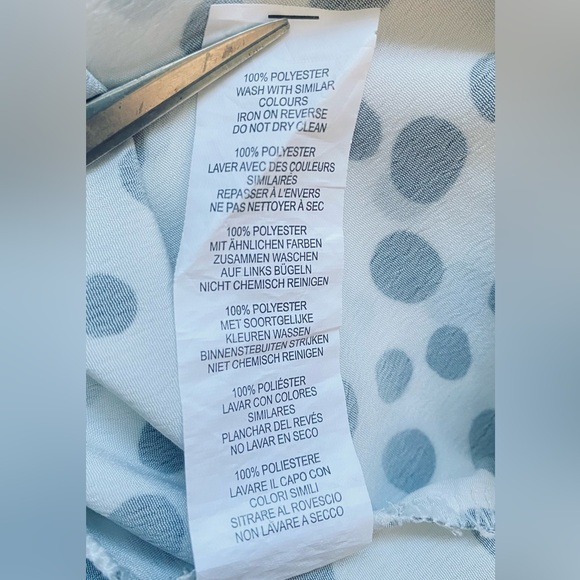 100% POLYESTER
WASH WITH SIMILAR
COLOURS
IRON ON REVERSE
DO NOT DRY CLEAN
100% POLYESTER
LAVER AVEC DES COULEURS
SIMILAIRES
REPASSER À L'ENVERS
NE PAS NETTOYER À SEC
100% POLYESTER
MIT ÄHNLICHEN FARBEN
ZUSAMMEN WASCHEN
AUF LINKS BÜGELN
NICHT CHEMISCH REINIGEN
100% POLYESTER
MET SOORTGELIJKE
KLEUREN WASSEN
BINNENSTEBUITEN STRIJKEN
NIET CHEMISCH REINIGEN
100% POLIÉSTER
LAVAR CON COLORES
SIMILARES
PLANCHAR DEL REVÉS
NO LAVAR EN SECO
100% POLIESTERE
LAVARE IL CAPO CON
COLORI SIMILI
SITRARE AL ROVESCIO
NON LAVARE A SECCO